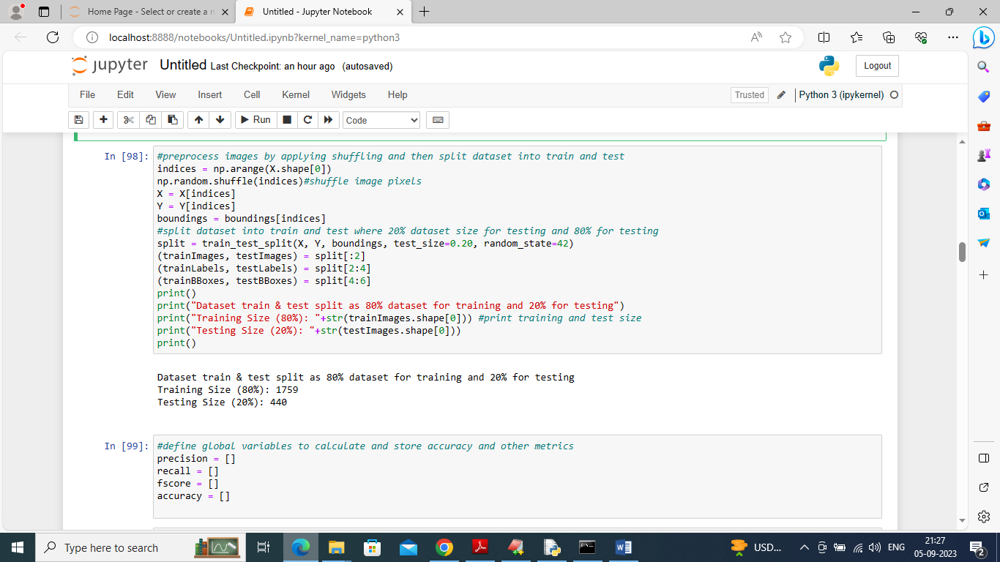 Home Page - Select or create a n
Untitled - Jupyter Notebook
localhost:8888/notebooks/Untitled.ipynb?kernel_name=python3
jupyter Untitled Last Checkpoint: an hour ago (autosaved)
Logout
File Edit View Insert Cell Kernel Widgets Help
Trusted
Python 3 (ipykernel)
Run
Code
In [98]:
#preprocess images by applying shuffling and then split dataset into train and test
indices = np.arange(X.shape[0])
np.random.shuffle(indices)#shuffle image pixels
X = X[indices]
Y = Y[indices]
boundings = boundings[indices]
#split dataset into train and test where 20% dataset size for testing and 80% for testing
split = train_test_split(X, Y, boundings, test_size=0.20, random_state=42)
(trainImages, testImages) = split[:2]
(trainLabels, testLabels) = split[2:4]
(trainBBoxes, testBBoxes) = split[4:6]
print()
print("Dataset train & test split as 80% dataset for training and 20% for testing")
print("Training Size (80%): "+str(trainImages.shape[0])) #print training and test size
print("Testing Size (20%): "+str(testImages.shape[0]))
print()
Dataset train & test split as 80% dataset for training and 20% for testing
Training Size (80%): 1759
Testing Size (20%): 440
In [99]:
#define global variables to calculate and store accuracy and other metrics
precision = []
recall = []
fscore = []
accuracy = []
Type here to search
USD...
ENG
21:27
05-09-2023
2